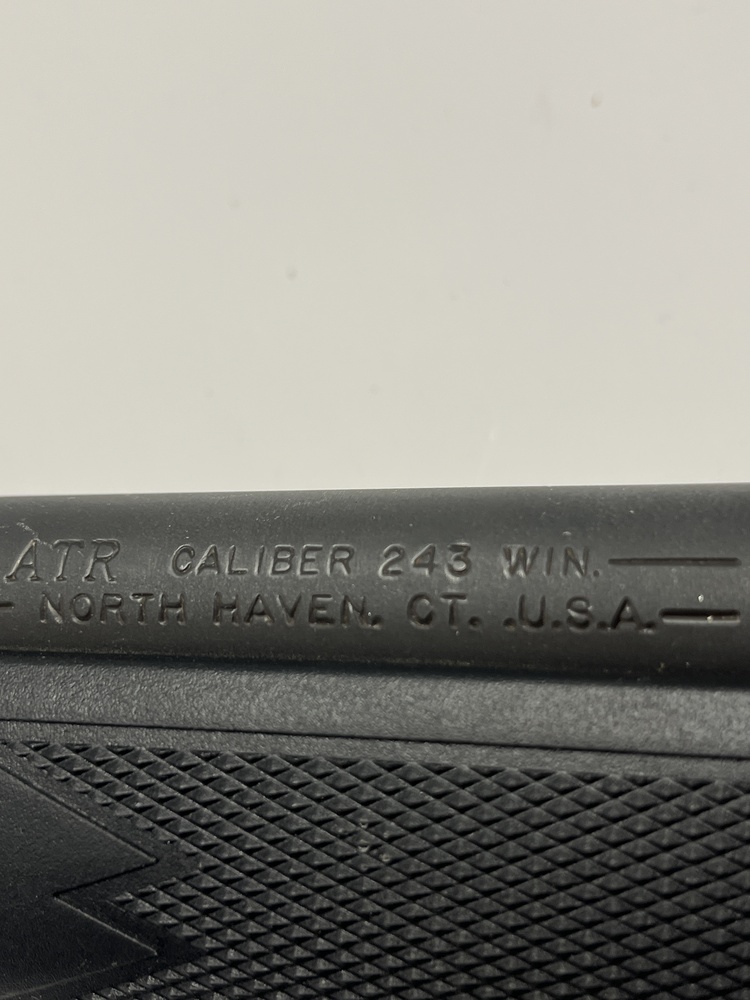 ATR CALIBER 243 WIN.
NORTH HAVEN. CT. .U.S.A.